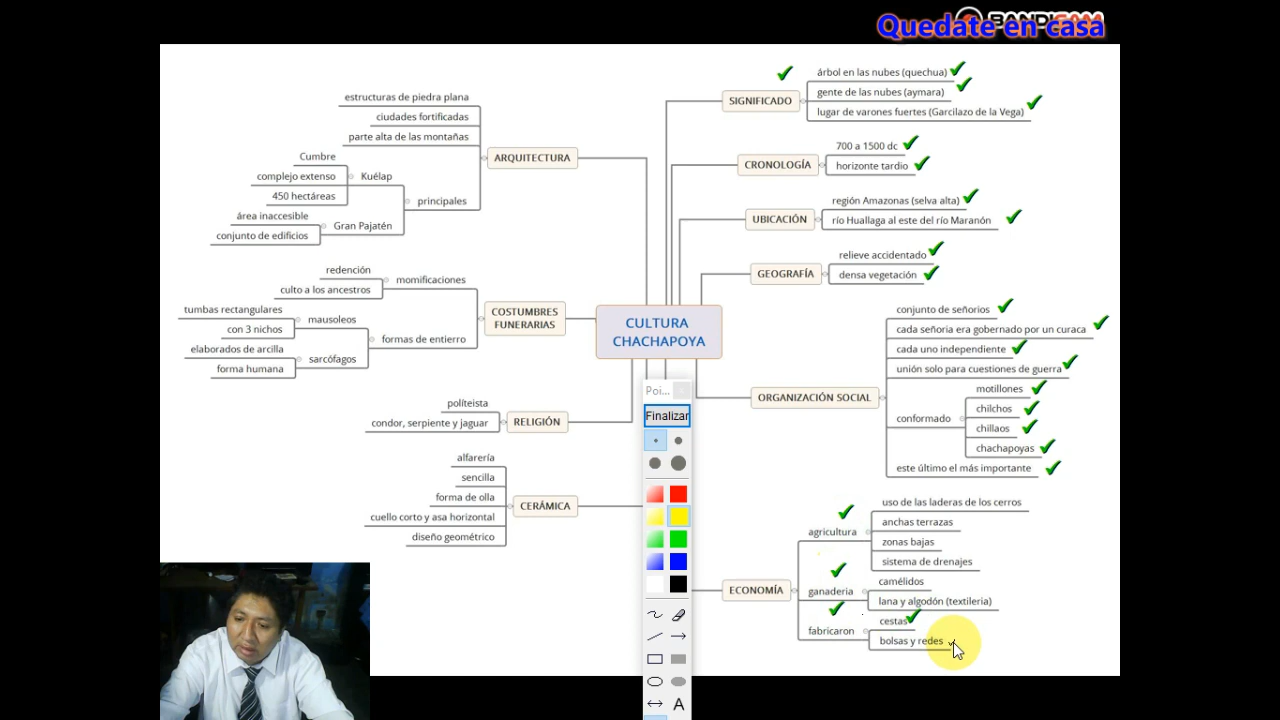 Quedate en casa
BANDICAM
árbol en las nubes (quechua)
SIGNIFICADO
gente de las nubes (aymara)
lugar de varones fuertes (Garcilazo de la Vega)
700 a 1500 dc
CRONOLOGÍA
horizonte tardio
región Amazonas (selva alta)
UBICACIÓN
río Huallaga al este del río Maranón
relieve accidentado
GEOGRAFÍA
densa vegetación
conjunto de señorios
cada señoria era gobernado por un curaca
cada uno independiente
unión solo para cuestiones de guerra
ORGANIZACIÓN SOCIAL
motillones
chilchos
conformado
chillaos
chachapoyas
este último el más importante
uso de las laderas de los cerros
anchas terrazas
agricultura
zonas bajas
sistema de drenajes
camélidos
ECONOMÍA
ganaderia
lana y algodón (textileria)
cestas
fabricaron
bolsas y redes
CULTURA
CHACHAPOYA
estructuras de piedra plana
ciudades fortificadas
parte alta de las montañas
ARQUITECTURA
Cumbre
complejo extenso
Kuélap
450 hectáreas
principales
área inaccesible
Gran Pajatén
conjunto de edificios
redención
momificaciones
culto a los ancestros
COSTUMBRES
FUNERARIAS
tumbas rectangulares
mausoleos
con 3 nichos
formas de entierro
elaborados de arcilla
sarcófagos
forma humana
políteista
RELIGIÓN
condor, serpiente y jaguar
alfarería
sencilla
forma de olla
CERÁMICA
cuello corto y asa horizontal
diseño geométrico
Poi...
Finalizar
A